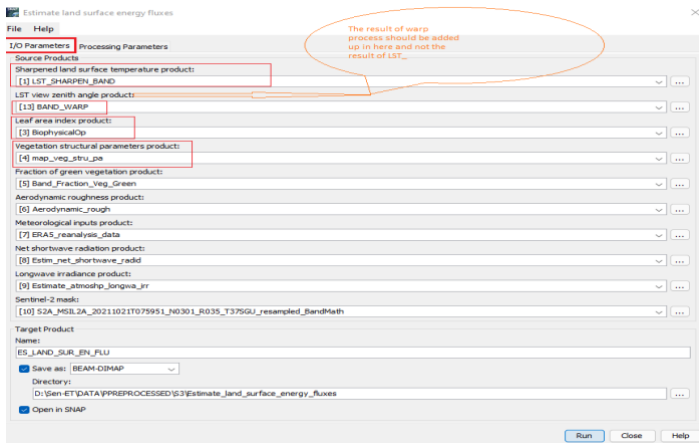 Estimate land surface energy fluxes
File Help
The result of warp
process should be added
up in here and not the
result of LST_
I/O Parameters Processing Parameters
Source Products
Sharpened land surface temperature product:
[1] LST_SHARPEN_BAND
LST view zenith angle product:
[13] BAND_WARP
Leaf area index product:
[3] BiophysicalOp
Vegetation structural parameters product:
[4] map_veg_stru_pa
Fraction of green vegetation product:
[5] Band_Fraction_Veg_Green
Aerodynamic roughness product:
[6] Aerodynamic_rough
Meteorological inputs product:
[7] ERA5_reanalysis_data
Net shortwave radiation product:
[8] Estim_net_shortwave_radid
Longwave irradiance product:
[9] Estimate_atmoshp_longwa_irr
Sentinel-2 mask:
[10] S2A_MSIL2A_20211021T075951_N0301_R035_T37SGU_resampled_BandMath
Target Product
Name:
ES_LAND_SUR_EN_FLU
Save as: BEAM-DIMAP
Directory:
D:\Sen-ET\DATA\PPREPROCESSED\S3\Estimate_land_surface_energy_fluxes
Open in SNAP
Run Close Help